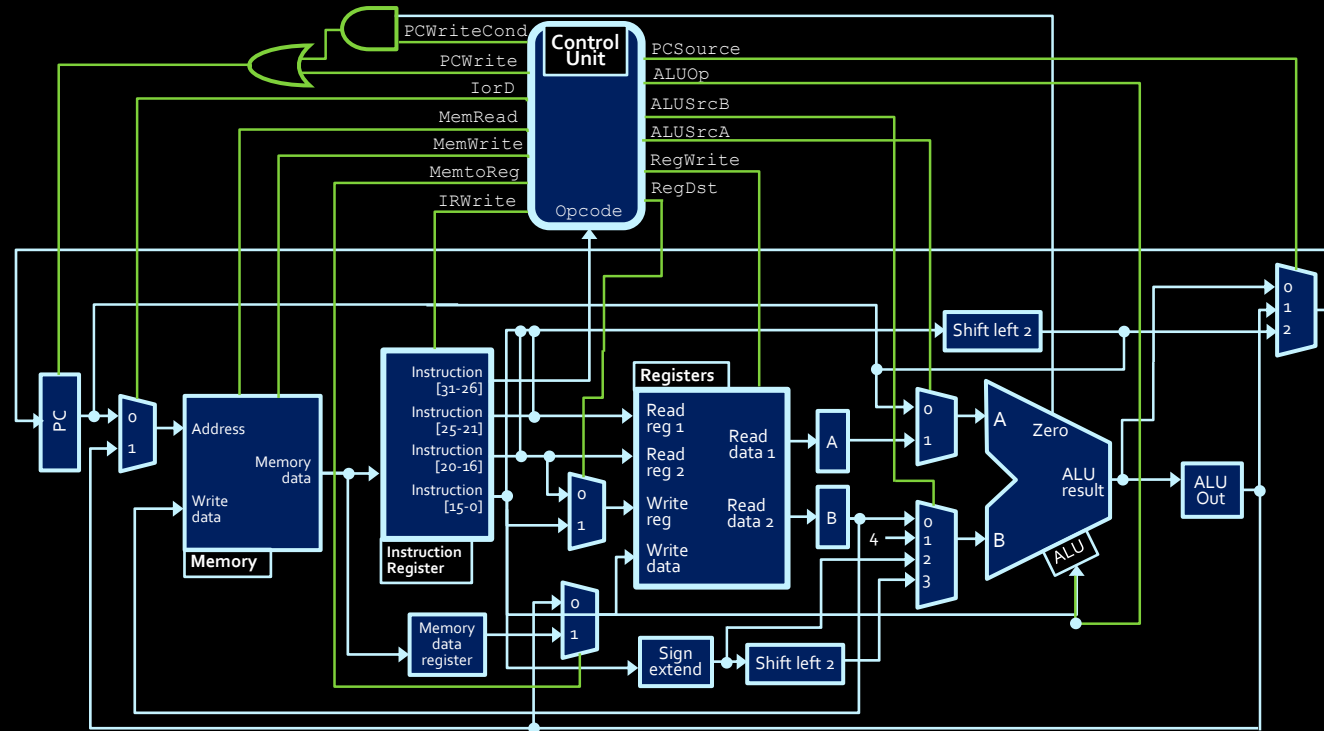 PCWriteCond
PCWrite
IorD
MemRead
MemWrite
MemtoReg
IRWrite
Control
Unit
Opcode
PCSource
ALUOp
ALUSrcB
ALUSrcA
RegWrite
RegDst
0
1
2
Shift left 2
PC
0
1
Address
Memory
data
Write
data
Memory
Instruction
[31-26]
Instruction
[25-21]
Instruction
[20-16]
Instruction
[15-0]
Instruction
Register
0
1
Registers
Read
reg 1
Read
reg 2
Write
reg
Write
data
Read
data 1
Read
data 2
A
B
0
1
4
0
1
2
3
A
B
Zero
ALU
result
ALU
ALU
Out
Memory
data
register
0
1
Sign
extend
Shift left 2